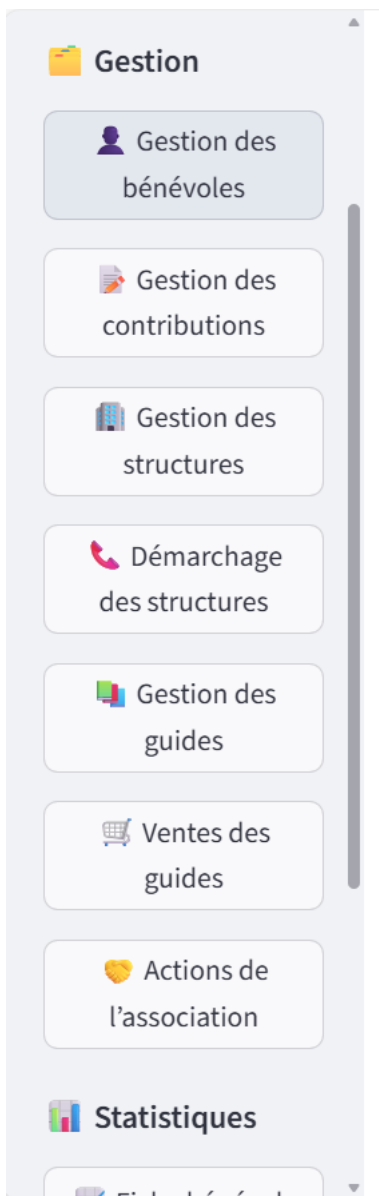 Gestion
Gestion des
bénévoles
Gestion des
contributions
Gestion des
structures
Démarchage
des structures
Gestion des
guides
Ventes des
guides
Actions de
l’association
Statistiques